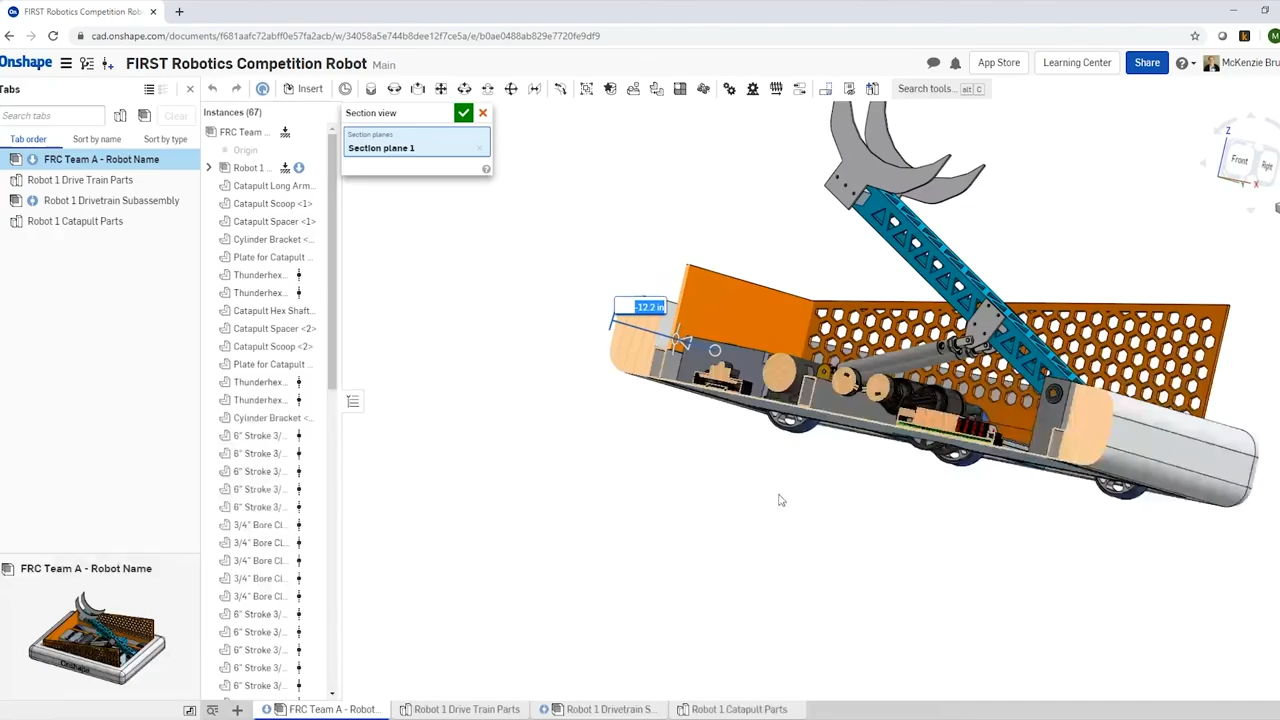 FIRST Robotics Competition Robot
cad.onshape.com/documents/f681aafc72abff0e57fa2acb/w/34058a5e744b8dee12f7ce5a/e/b0ae0488ab829e7720fe9df9
Onshape
FIRST Robotics Competition Robot Main
App Store
Learning Center
Share
McKenzie Bru
Tabs
Search tabs...
Clear
Tab order
Sort by name
Sort by type
FRC Team A - Robot Name
Robot 1 Drive Train Parts
Robot 1 Drivetrain Subassembly
Robot 1 Catapult Parts
FRC Team A - Robot Name
Insert
Search tools... alt C
Instances (67)
FRC Team ...
Origin
Robot 1 ...
Catapult Long Arm...
Catapult Scoop <1>
Catapult Spacer <1>
Cylinder Bracket <...
Plate for Catapult ...
Thunderhex...
Thunderhex...
Catapult Hex Shaft...
Catapult Spacer <2>
Catapult Scoop <2>
Plate for Catapult ...
Thunderhex...
Thunderhex...
Cylinder Bracket <...
6" Stroke 3/...
6" Stroke 3/...
6" Stroke 3/...
6" Stroke 3/...
6" Stroke 3/...
3/4" Bore Cl...
3/4" Bore Cl...
3/4" Bore Cl...
3/4" Bore Cl...
3/4" Bore Cl...
6" Stroke 3/...
6" Stroke 3/...
6" Stroke 3/...
6" Stroke 3/...
6" Stroke 3/...
Section view
Section planes
Section plane 1
-12.2 in
Z
Front
Right
X
Onshape
FRC Team A - Robot...
Robot 1 Drive Train Parts
Robot 1 Drivetrain S...
Robot 1 Catapult Parts